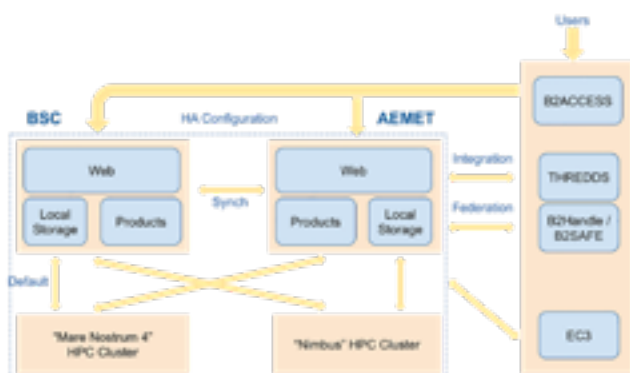 Users
B2ACCESS
BSC
HA Configuration
AEMET
Web
Web
Integration
THREDDS
Synch
Local
Storage
Products
Products
Local
Storage
Federation
B2Handle /
B2SAFE
Default
"Mare Nostrum 4"
HPC Cluster
"Nimbus" HPC Cluster
EC3